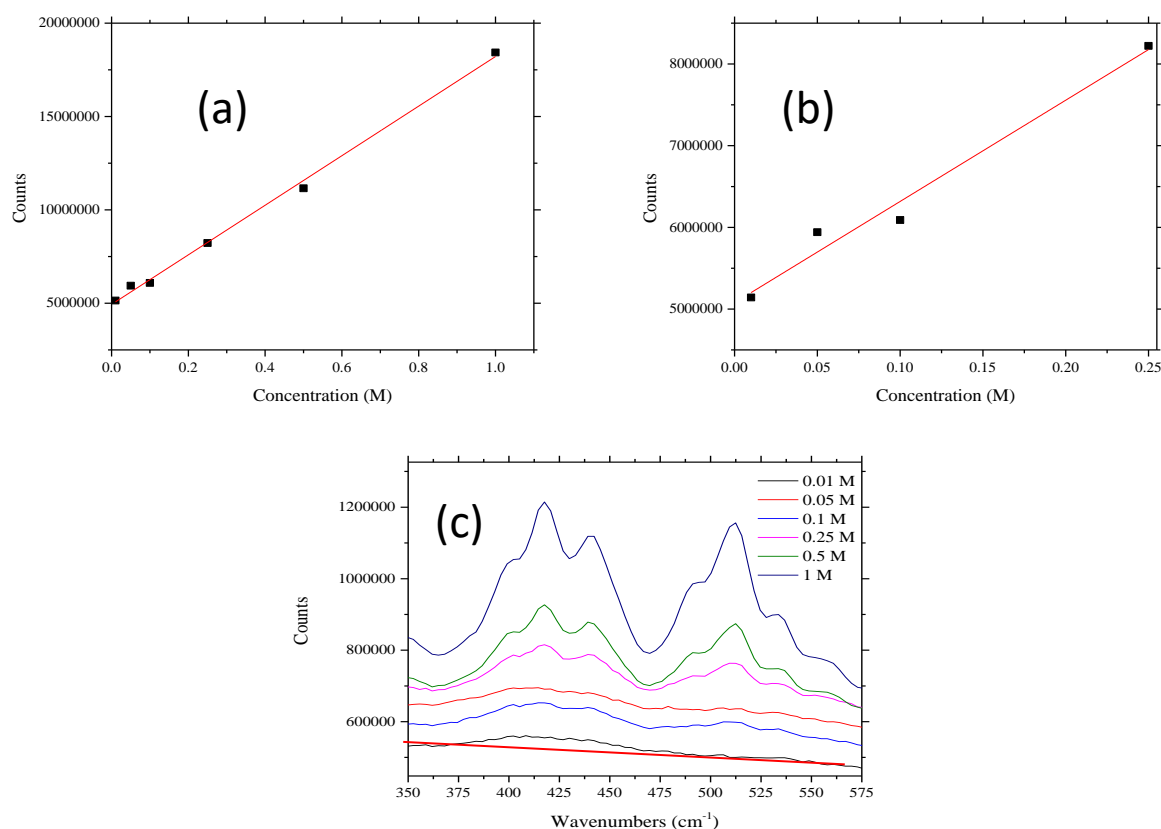 20000000
15000000
10000000
5000000
Counts
(a)
0.0 0.2 0.4 0.6 0.8 1.0
Concentration (M)
8000000
7000000
6000000
5000000
Counts
(b)
0.00 0.05 0.10 0.15 0.20 0.25
Concentration (M)
1200000
1000000
800000
600000
Counts
(c)
0.01 M
0.05 M
0.1 M
0.25 M
0.5 M
1 M
350 375 400 425 450 475 500 525 550 575
Wavenumbers (cm⁻¹)